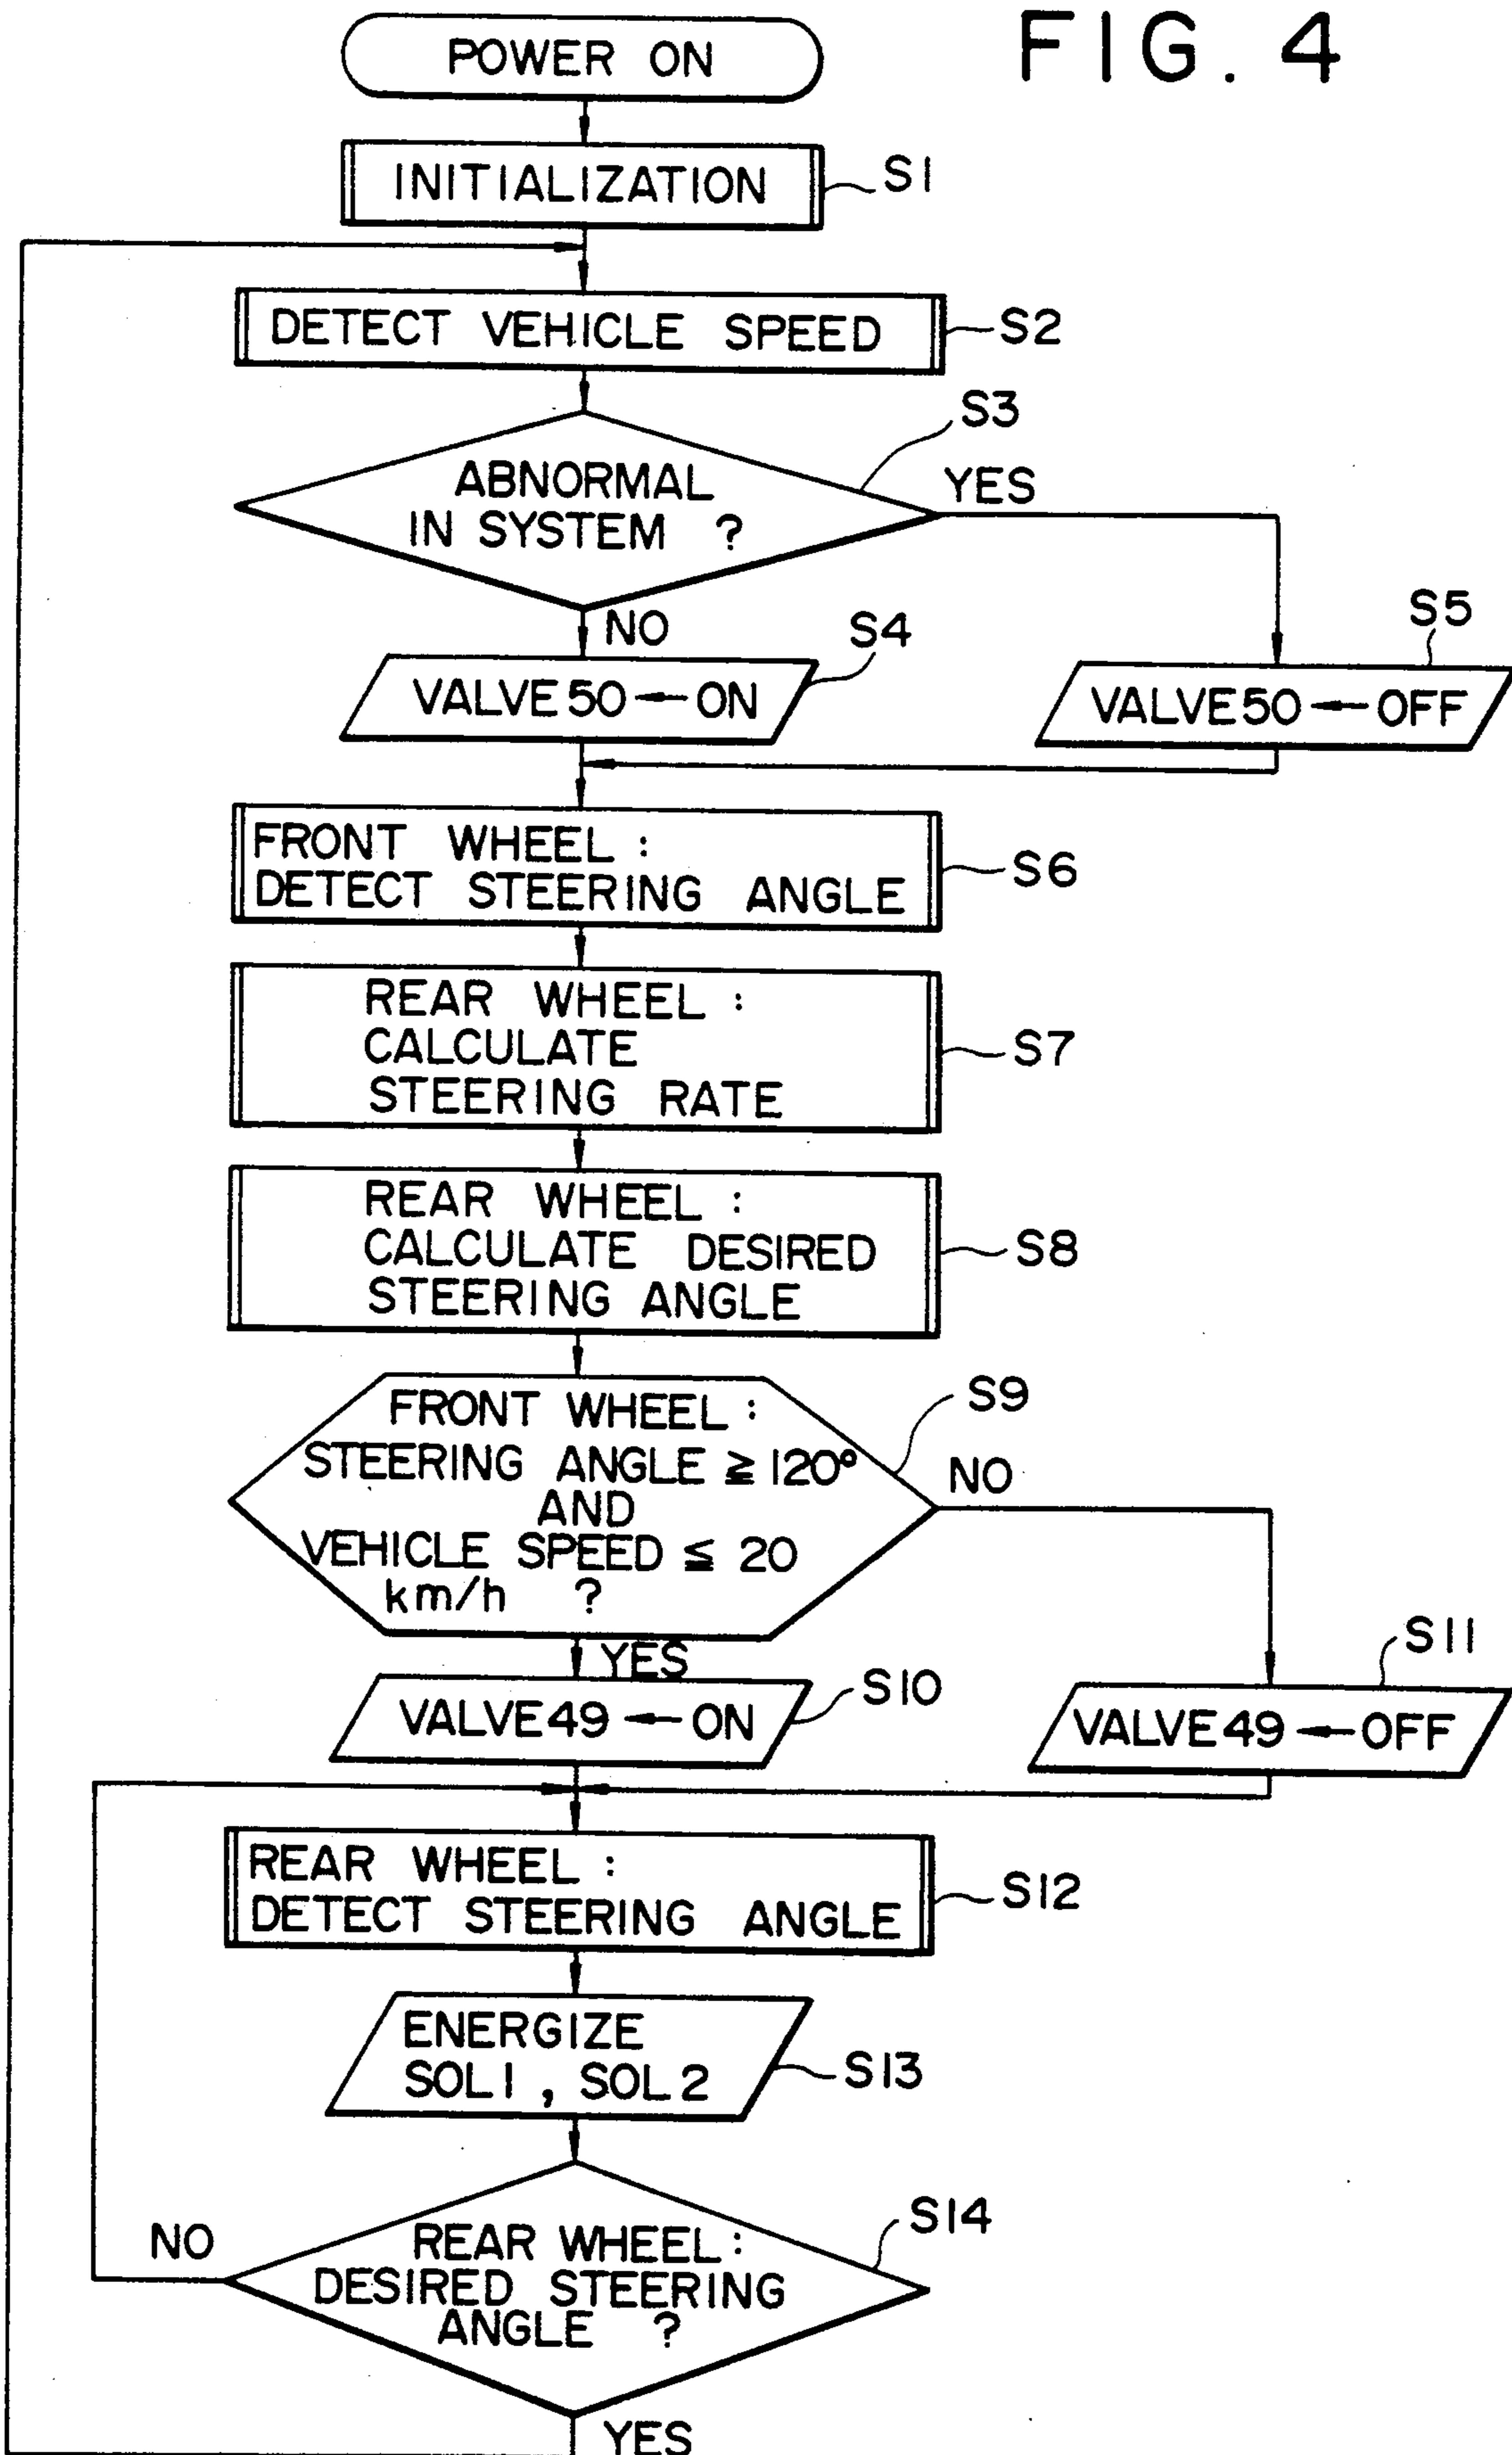 FIG. 4
POWER ON
INITIALIZATION
S1
DETECT VEHICLE SPEED
S2
S3
ABNORMAL
IN SYSTEM ?
YES
NO
S4
S5
VALVE 50 ← ON
VALVE 50 ← OFF
FRONT WHEEL :
DETECT STEERING ANGLE
S6
REAR WHEEL :
CALCULATE
STEERING RATE
S7
REAR WHEEL :
CALCULATE DESIRED
STEERING ANGLE
S8
S9
FRONT WHEEL :
STEERING ANGLE ≧ 120°
AND
VEHICLE SPEED ≦ 20
km/h ?
NO
YES
S10
S11
VALVE 49 ← ON
VALVE 49 ← OFF
REAR WHEEL :
DETECT STEERING ANGLE
S12
ENERGIZE
SOL1 , SOL2
S13
S14
REAR WHEEL :
DESIRED STEERING
ANGLE ?
NO
YES